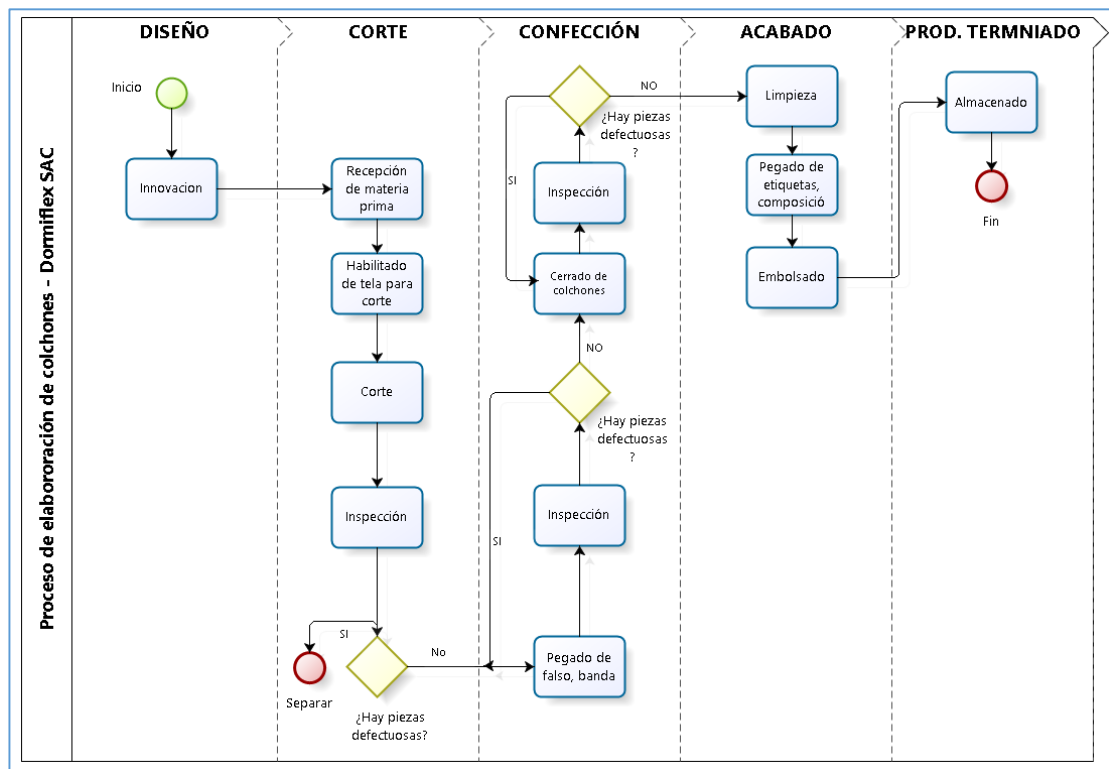 Proceso de elabororación de colchones - Dormiflex SAC
DISEÑO
CORTE
CONFECCIÓN
ACABADO
PROD. TERMNIADO
Inicio
Innovacion
Recepción
de materia
prima
Habilitado
de tela para
corte
Corte
Inspección
SI
Separar
No
¿Hay piezas
defectuosas?
Pegado de
falso, banda
Inspección
SI
¿Hay piezas
defectuosas
?
NO
Cerrado de
colchones
Inspección
SI
¿Hay piezas
defectuosas
?
NO
Limpieza
Pegado de
etiquetas,
composició
Embolsado
Almacenado
Fin